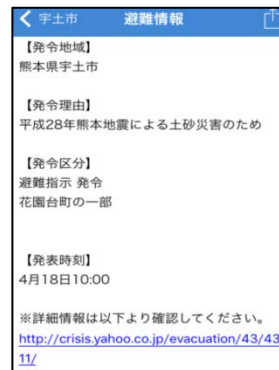 宇土市 避難情報
【発令地域】
熊本県宇土市
【発令理由】
平成28年熊本地震による土砂災害のため
【発令区分】
避難指示 発令
花園台町の一部
【発表時刻】
4月18日10:00
※詳細情報は以下より確認してください。
http://crisis.yahoo.co.jp/evacuation/43/43
11/